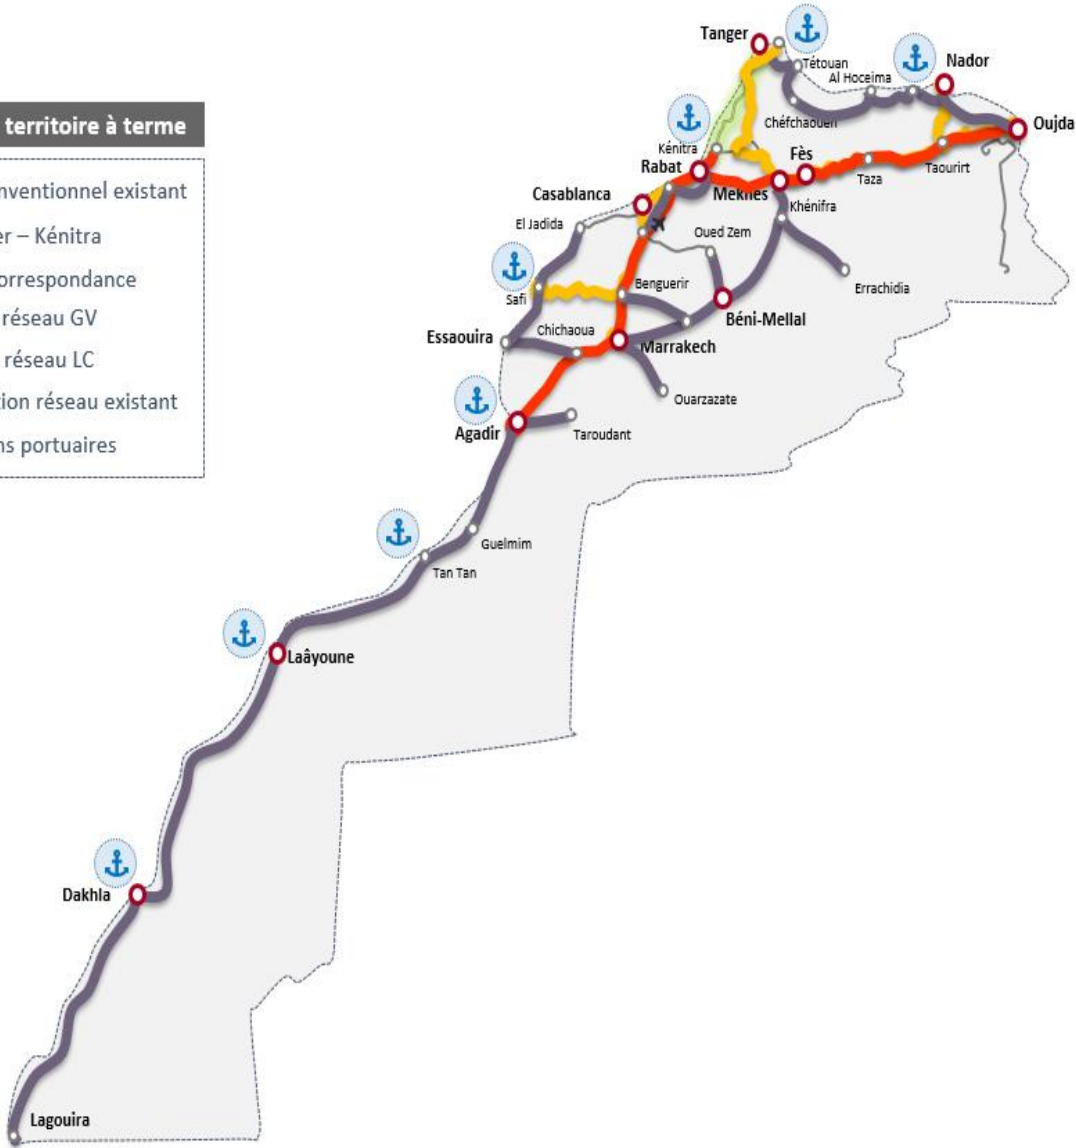 territoire à terme
nventionnel existant
er – Kénitra
orrespondance
réseau GV
réseau LC
ion réseau existant
ns portuaires
Tanger
Tétouan
Al Hoceima
Nador
Chéfchaouen
Oujda
Kénitra
Rabat
Fès
Taza
Taourirt
Casablanca
Meknès
Khénifra
El Jadida
Oued Zem
Errachidia
Safi
Benguerir
Béni-Mellal
Essaouira
Chichaoua
Marrakech
Ouarzazate
Agadir
Taroudant
Guelmim
Tan Tan
Laâyoune
Dakhla
Lagouira